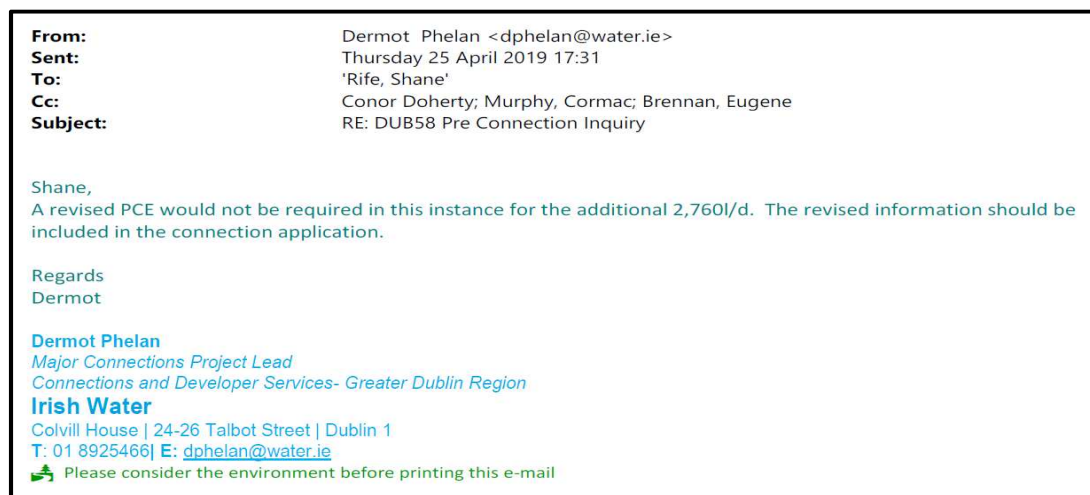 From: Dermot Phelan <dphelan@water.ie>
Sent: Thursday 25 April 2019 17:31
To: 'Rife, Shane'
Cc: Conor Doherty; Murphy, Cormac; Brennan, Eugene
Subject: RE: DUB58 Pre Connection Inquiry
Shane,
A revised PCE would not be required in this instance for the additional 2,760l/d. The revised information should be
included in the connection application.
Regards
Dermot
Dermot Phelan
Major Connections Project Lead
Connections and Developer Services- Greater Dublin Region
Irish Water
Colvill House | 24-26 Talbot Street | Dublin 1
T: 01 8925466| E: dphelan@water.ie
Please consider the environment before printing this e-mail